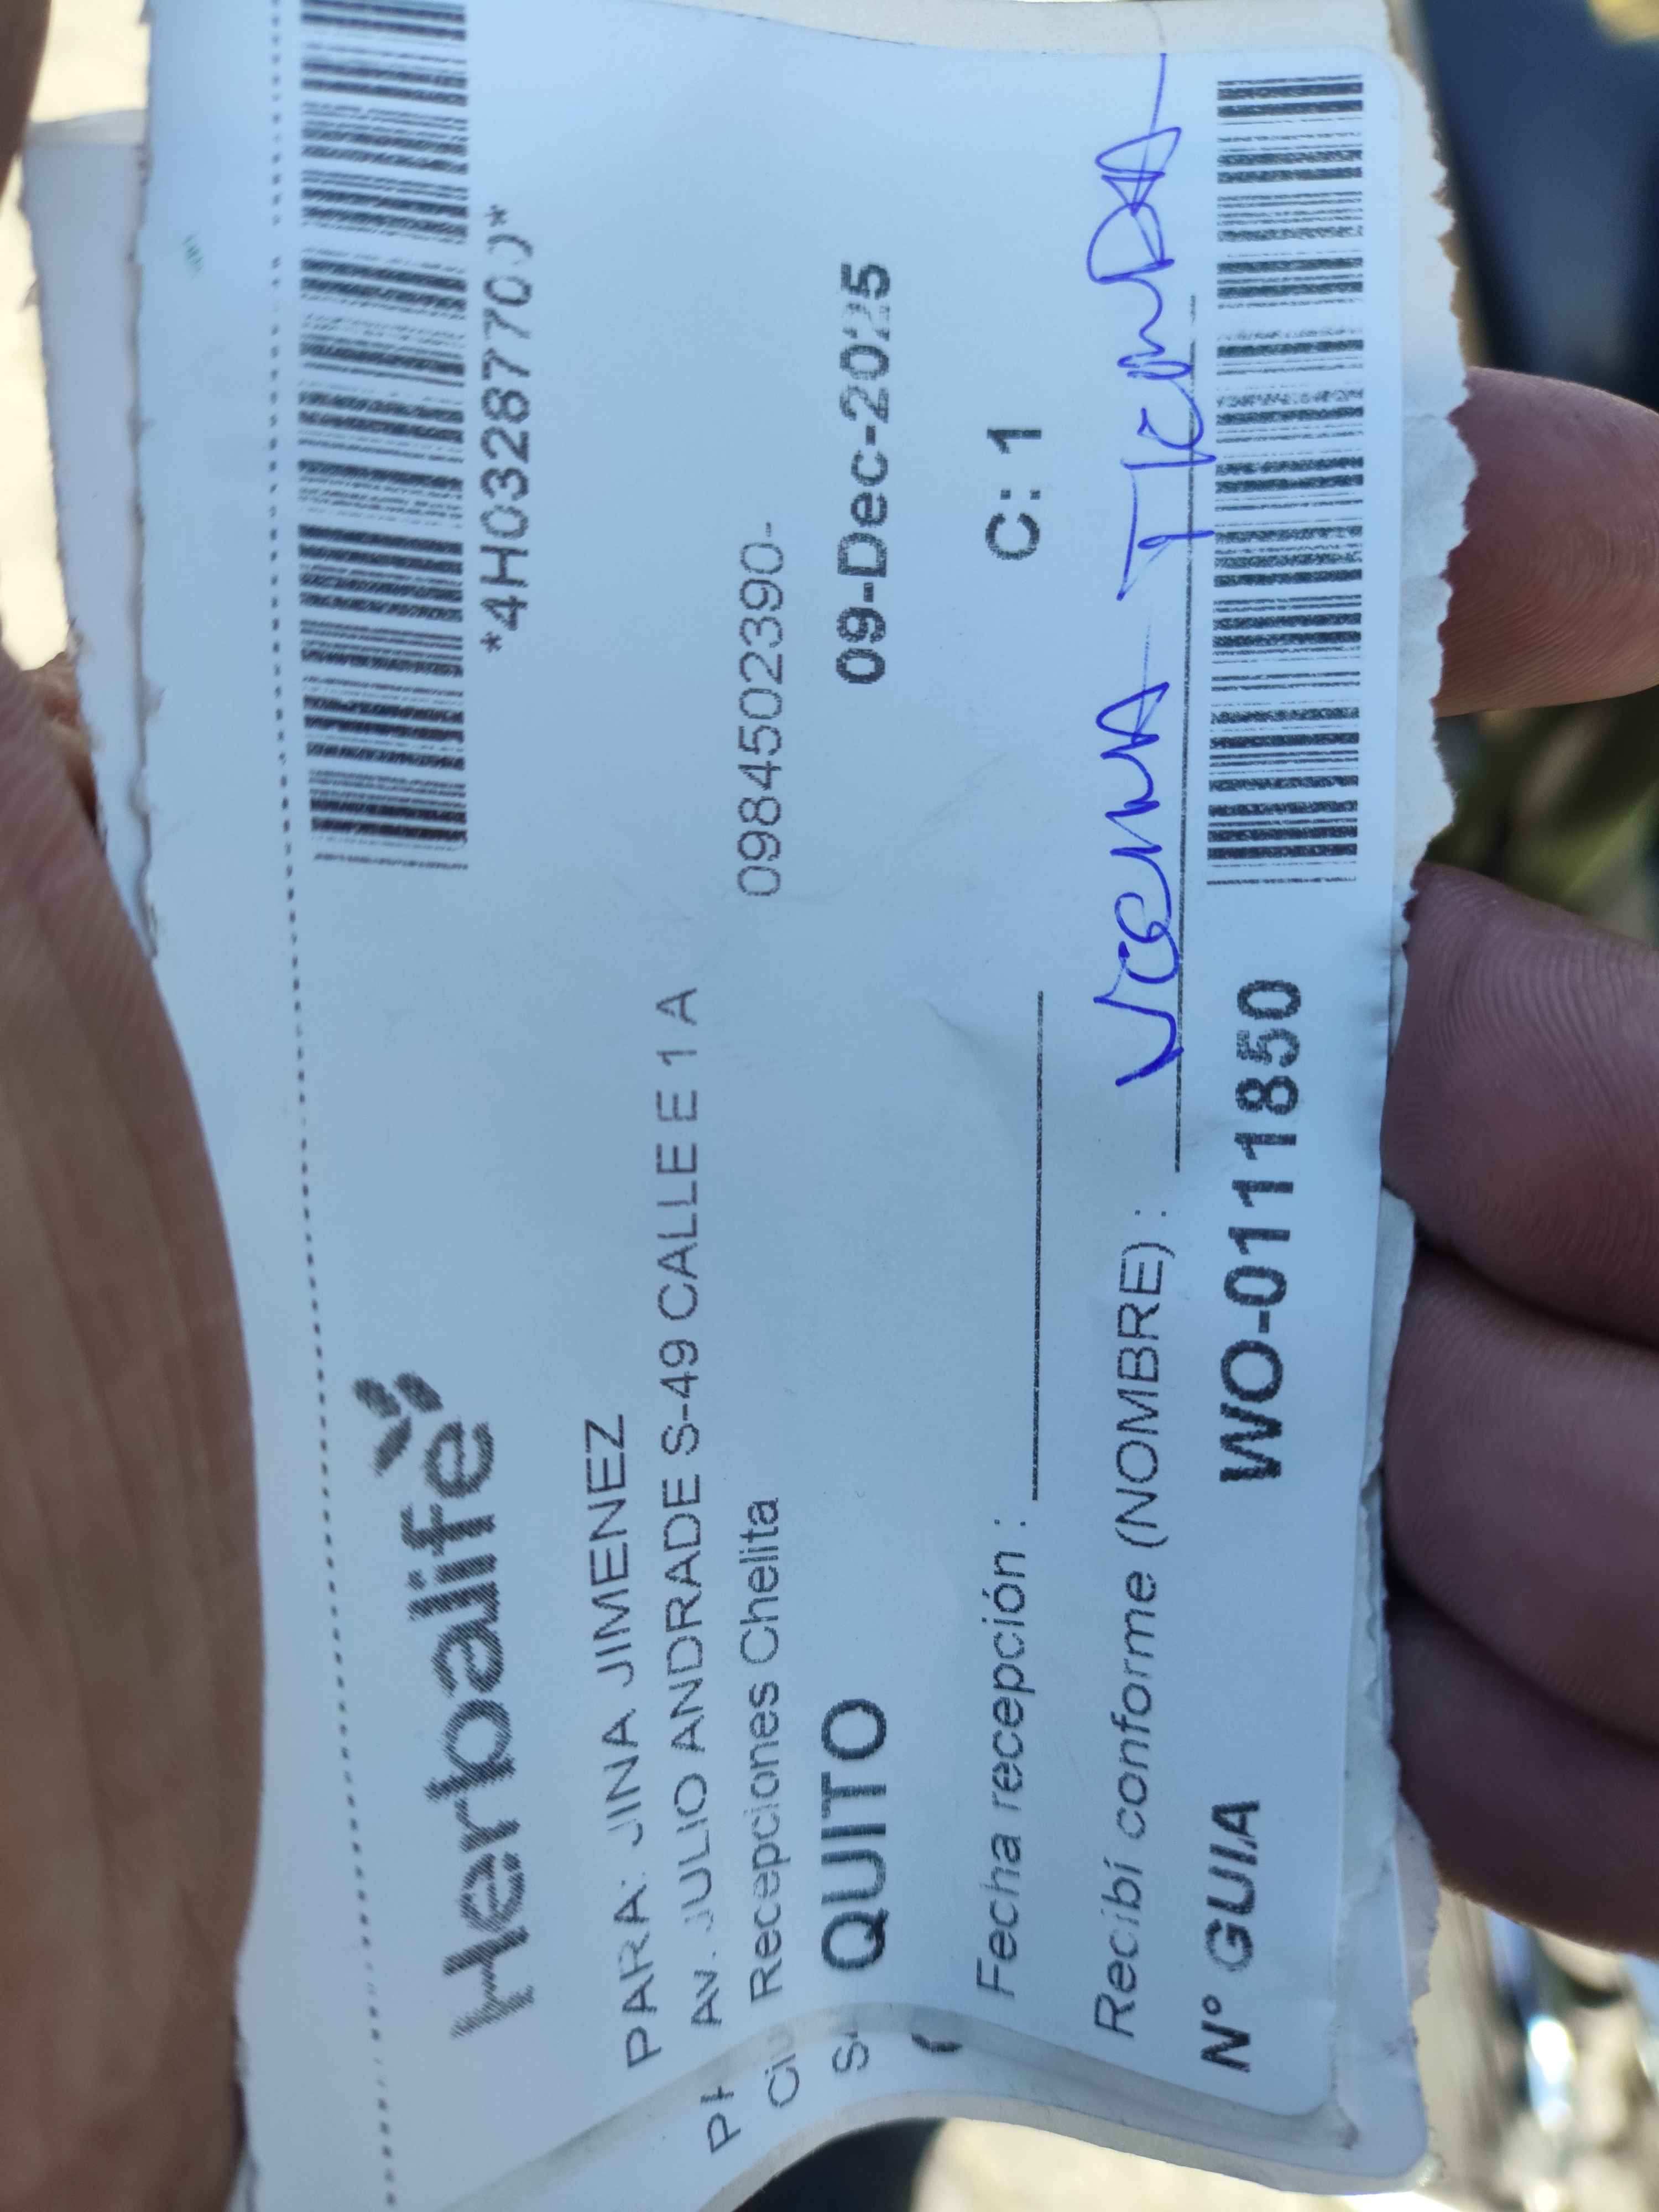 *4H03287700*
Herbalife
PARA: JINA JIMENEZ
AV. JULIO ANDRADE S-49 CALLE E 1 A
Recepciones Chelita 0984502390-
QUITO 09-Dec-2025
Fecha recepción : C: 1
Recibí conforme (NOMBRE) : TIENDA
N° GUIA WO-0111850